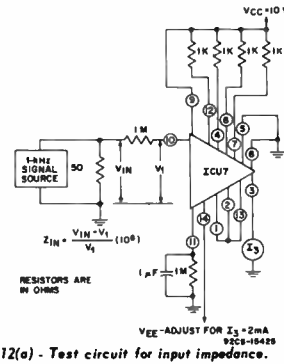 VCC=10 V
1K 1K 1K 1K
9 12 4 8 7 5 6
1 M
10
1-kHz
SIGNAL
SOURCE
50
VIN
V1
ICU7
3
2
13
1
14
11
I3
ZIN = VIN - V1 / V1 (10⁶)
RESISTORS ARE
IN OHMS
1 µF
1M
VEE-ADJUST FOR I3 = 2mA
92CS-15425
12(a) - Test circuit for input impedance.